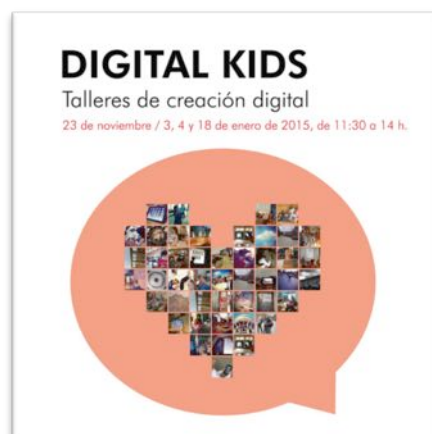 DIGITAL KIDS
Talleres de creación digital
23 de noviembre / 3, 4 y 18 de enero de 2015, de 11:30 a 14 h.